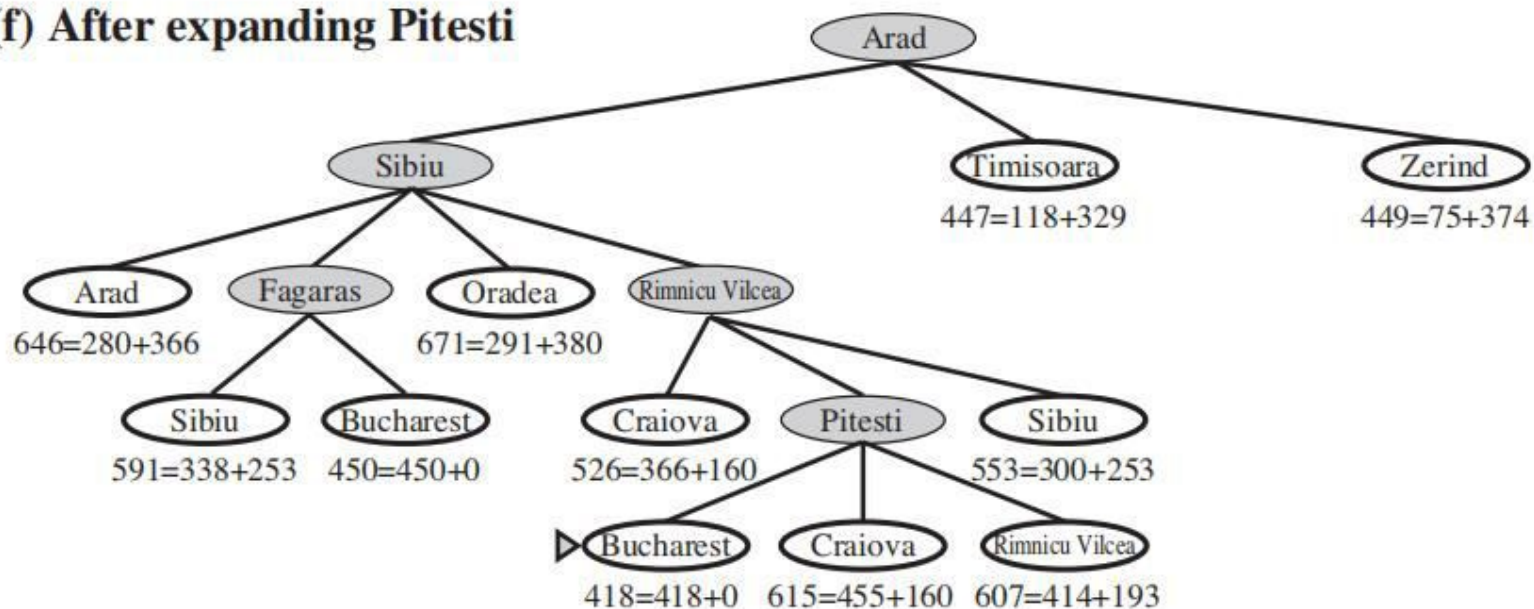 (f) After expanding Pitesti
Arad
Sibiu
Timisoara
Zerind
447=118+329
449=75+374
Arad
Fagaras
Oradea
Rimnicu Vilcea
646=280+366
671=291+380
Sibiu
Bucharest
Craiova
Pitesti
Sibiu
591=338+253
450=450+0
526=366+160
553=300+253
Bucharest
Craiova
Rimnicu Vilcea
418=418+0
615=455+160
607=414+193